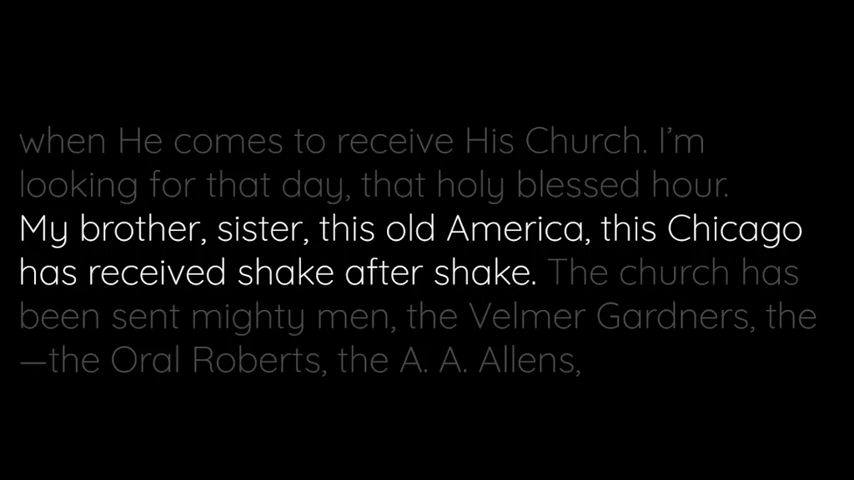 when He comes to receive His Church. I’m
looking for that day, that holy blessed hour.
My brother, sister, this old America, this Chicago
has received shake after shake. The church has
been sent mighty men, the Velmer Gardners, the
—the Oral Roberts, the A. A. Allens,